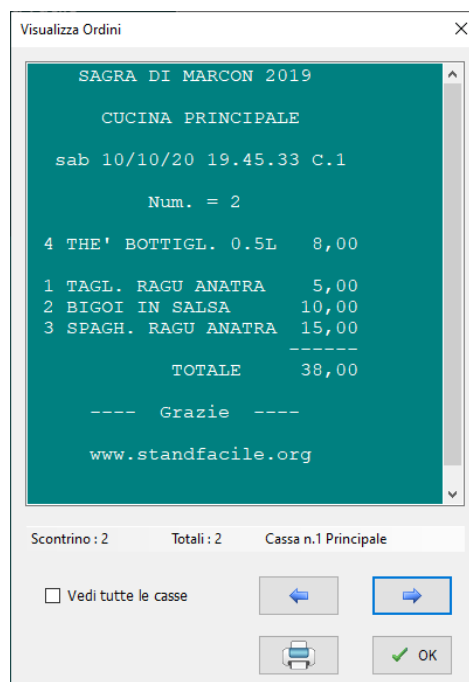 Visualizza Ordini
SAGRA DI MARCON 2019
CUCINA PRINCIPALE
sab 10/10/20 19.45.33 C.1
Num. = 2
4 THE' BOTTIGL. 0.5L 8,00
1 TAGL. RAGU ANATRA 5,00
2 BIGOI IN SALSA 10,00
3 SPAGH. RAGU ANATRA 15,00
------
TOTALE 38,00
---- Grazie ----
www.standfacile.org
Scontrino : 2 Totali : 2 Cassa n.1 Principale
Vedi tutte le casse
OK